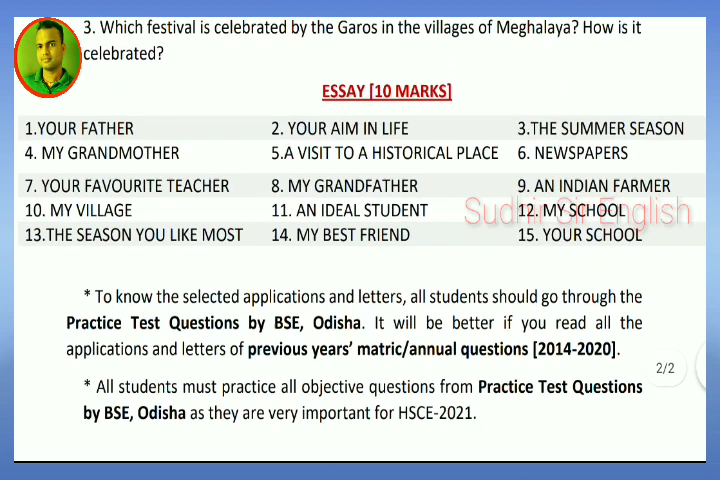 3. Which festival is celebrated by the Garos in the villages of Meghalaya? How is it
celebrated?
ESSAY [10 MARKS]
1.YOUR FATHER 2. YOUR AIM IN LIFE 3.THE SUMMER SEASON
4. MY GRANDMOTHER 5.A VISIT TO A HISTORICAL PLACE 6. NEWSPAPERS
7. YOUR FAVOURITE TEACHER 8. MY GRANDFATHER 9. AN INDIAN FARMER
10. MY VILLAGE 11. AN IDEAL STUDENT 12. MY SCHOOL
Sudhir Sir English
13.THE SEASON YOU LIKE MOST 14. MY BEST FRIEND 15. YOUR SCHOOL
* To know the selected applications and letters, all students should go through the
Practice Test Questions by BSE, Odisha. It will be better if you read all the
applications and letters of previous years' matric/annual questions [2014-2020].
2/2
* All students must practice all objective questions from Practice Test Questions
by BSE, Odisha as they are very important for HSCE-2021.